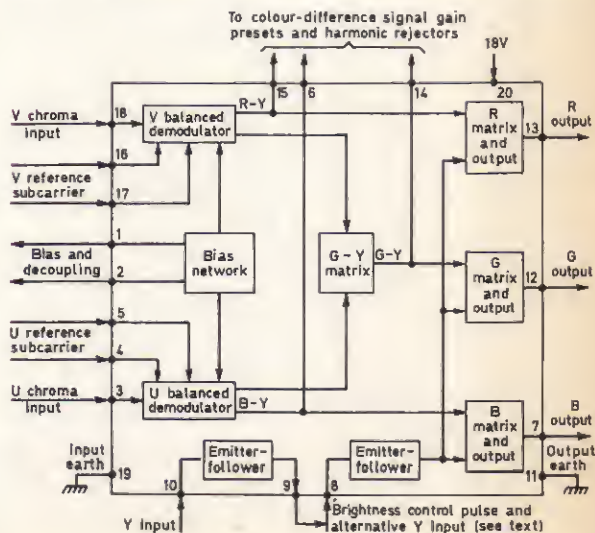 To colour-difference signal gain
presets and harmonic rejectors
18V
15
6
14
20
V chroma
input
18
V balanced
demodulator
R-Y
R
matrix
and
output
13
R
output
16
V reference
subcarrier
17
1
Bias and
decoupling
2
Bias
network
G-Y
matrix
G-Y
G
matrix
and
output
12
G
output
5
U reference
subcarrier
4
U chroma
input
3
U balanced
demodulator
B-Y
B
matrix
and
output
7
B
output
Input
earth
19
Emitter-
follower
Emitter-
follower
Output
earth
11
10
9
8
Y input
Brightness control pulse and
alternative Y input (see text)